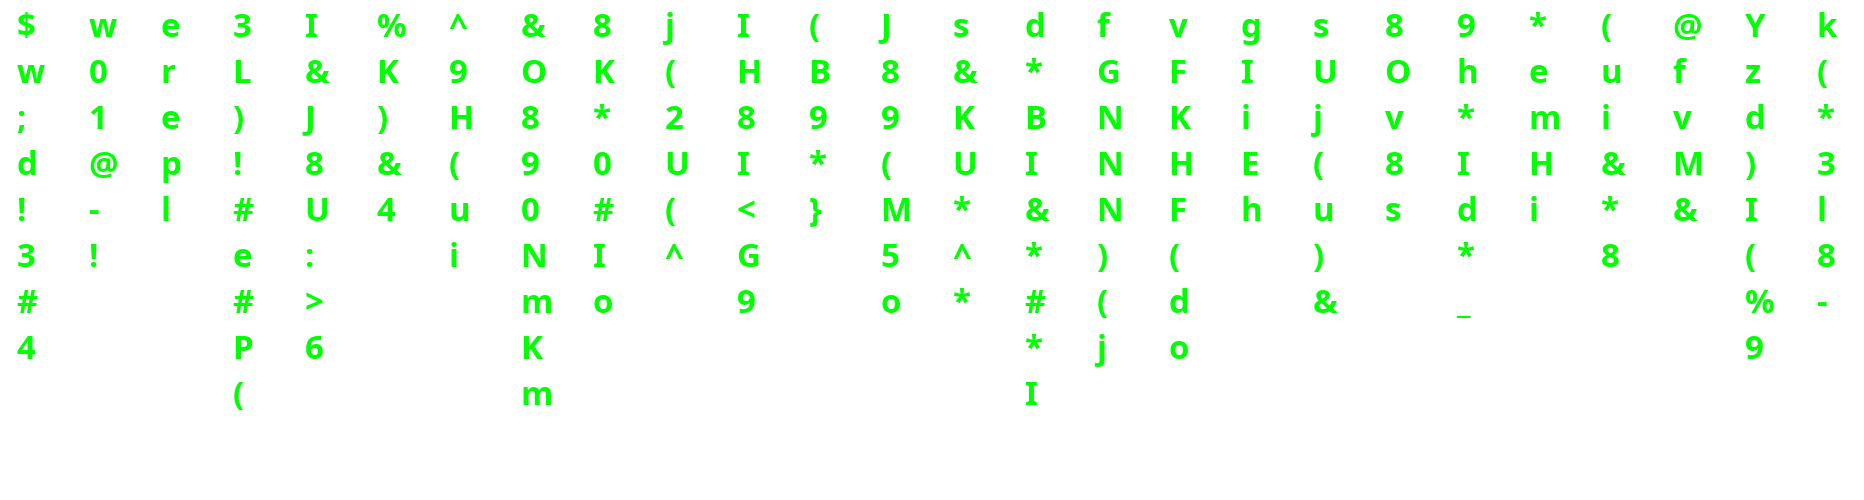 $ w e 3 I % ^ & 8 j I ( J s d f v g s 8 9 * ( @ Y k
w 0 r L & K 9 O K ( H B 8 & * G F I U O h e u f z (
; 1 e ) J ) H 8 * 2 8 9 9 K B N K i j v * m i v d *
d @ p ! 8 & ( 9 0 U I * ( U I N H E ( 8 I H & M ) 3
! - l # U 4 u 0 # ( < } M * & N F h u s d i * & I l
3 ! e : i N I ^ G 5 ^ * ) ( ) * 8 ( 8
# # > m o 9 o * # ( d & _ % -
4 P 6 K * j o 9
( m I